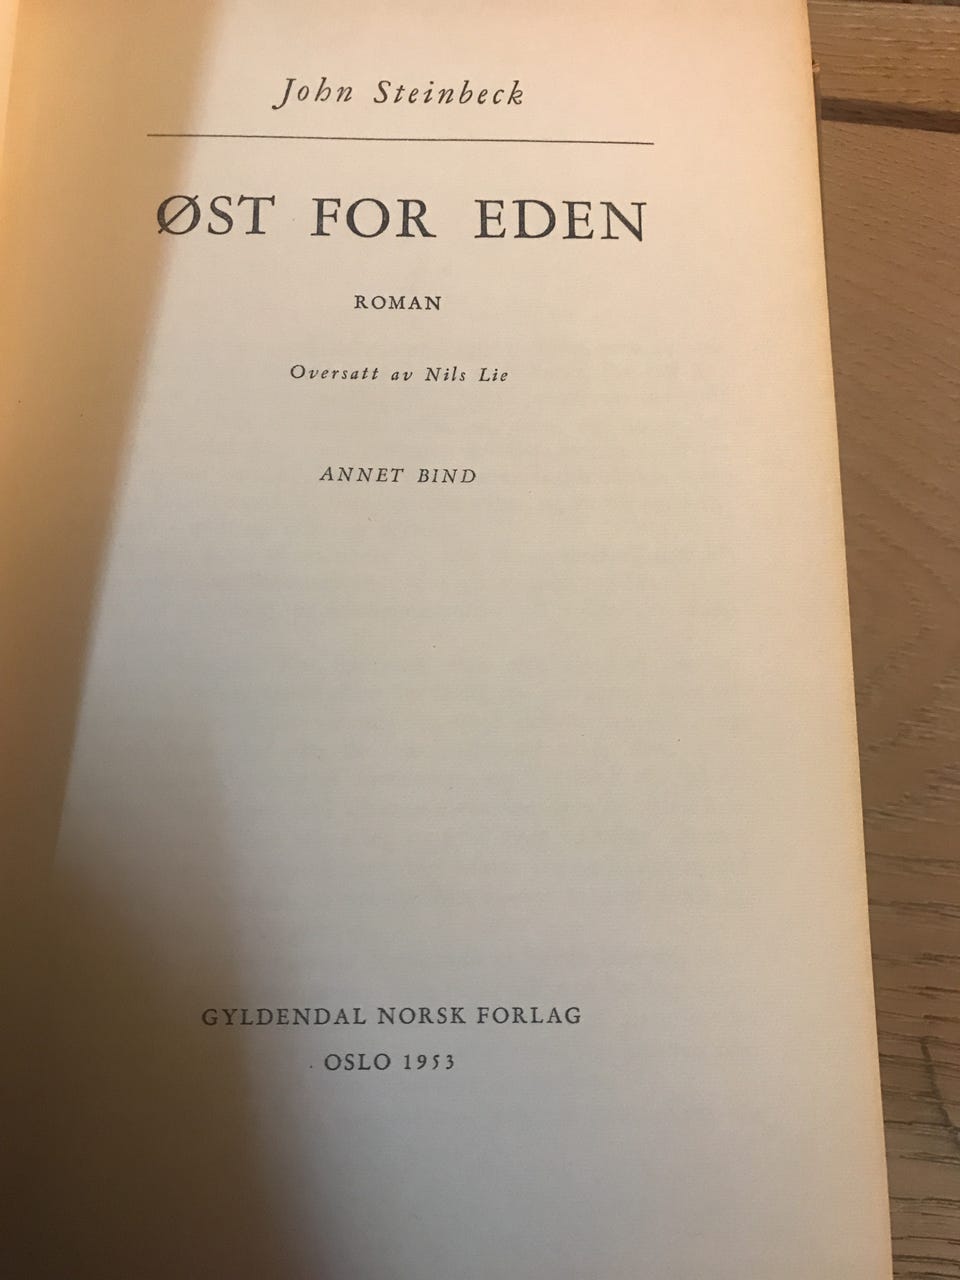 John Steinbeck
ØST FOR EDEN
ROMAN
Oversatt av Nils Lie
ANNET BIND
GYLDENDAL NORSK FORLAG
OSLO 1953